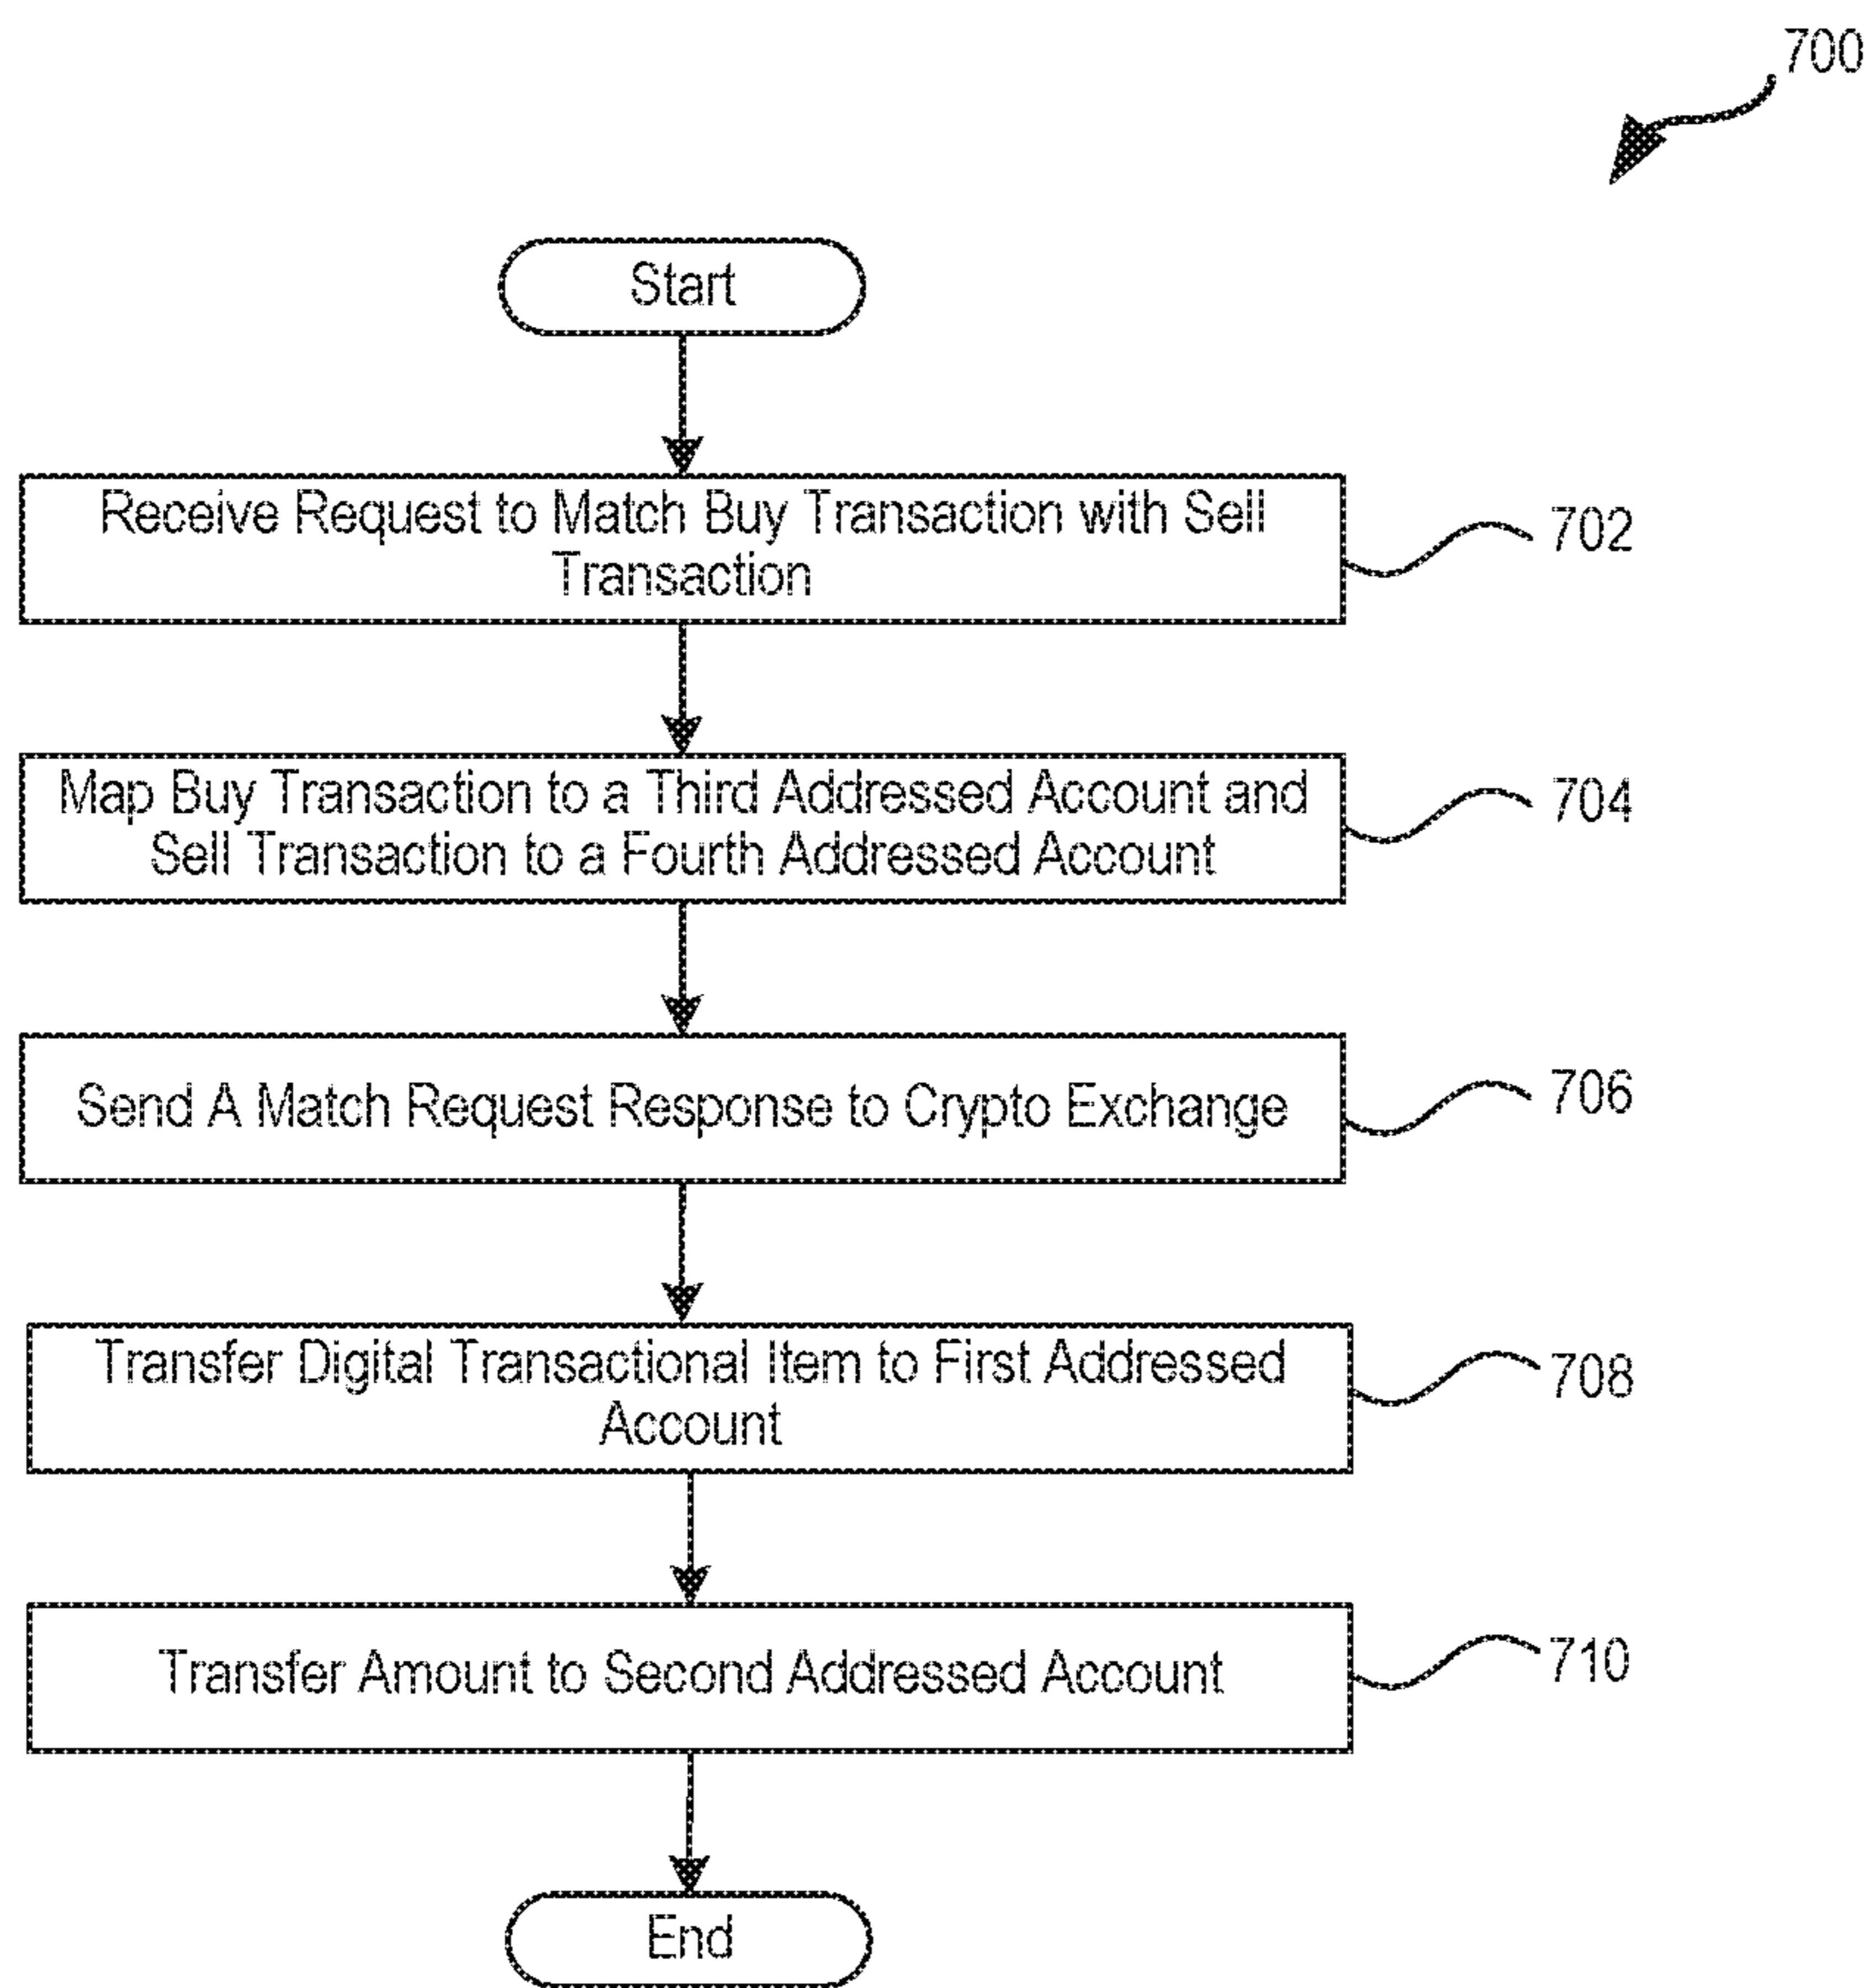 700
Start
Receive Request to Match Buy Transaction with Sell
Transaction
702
Map Buy Transaction to a Third Addressed Account and
Sell Transaction to a Fourth Addressed Account
704
Send A Match Request Response to Crypto Exchange
706
Transfer Digital Transactional Item to First Addressed
Account
708
Transfer Amount to Second Addressed Account
710
End